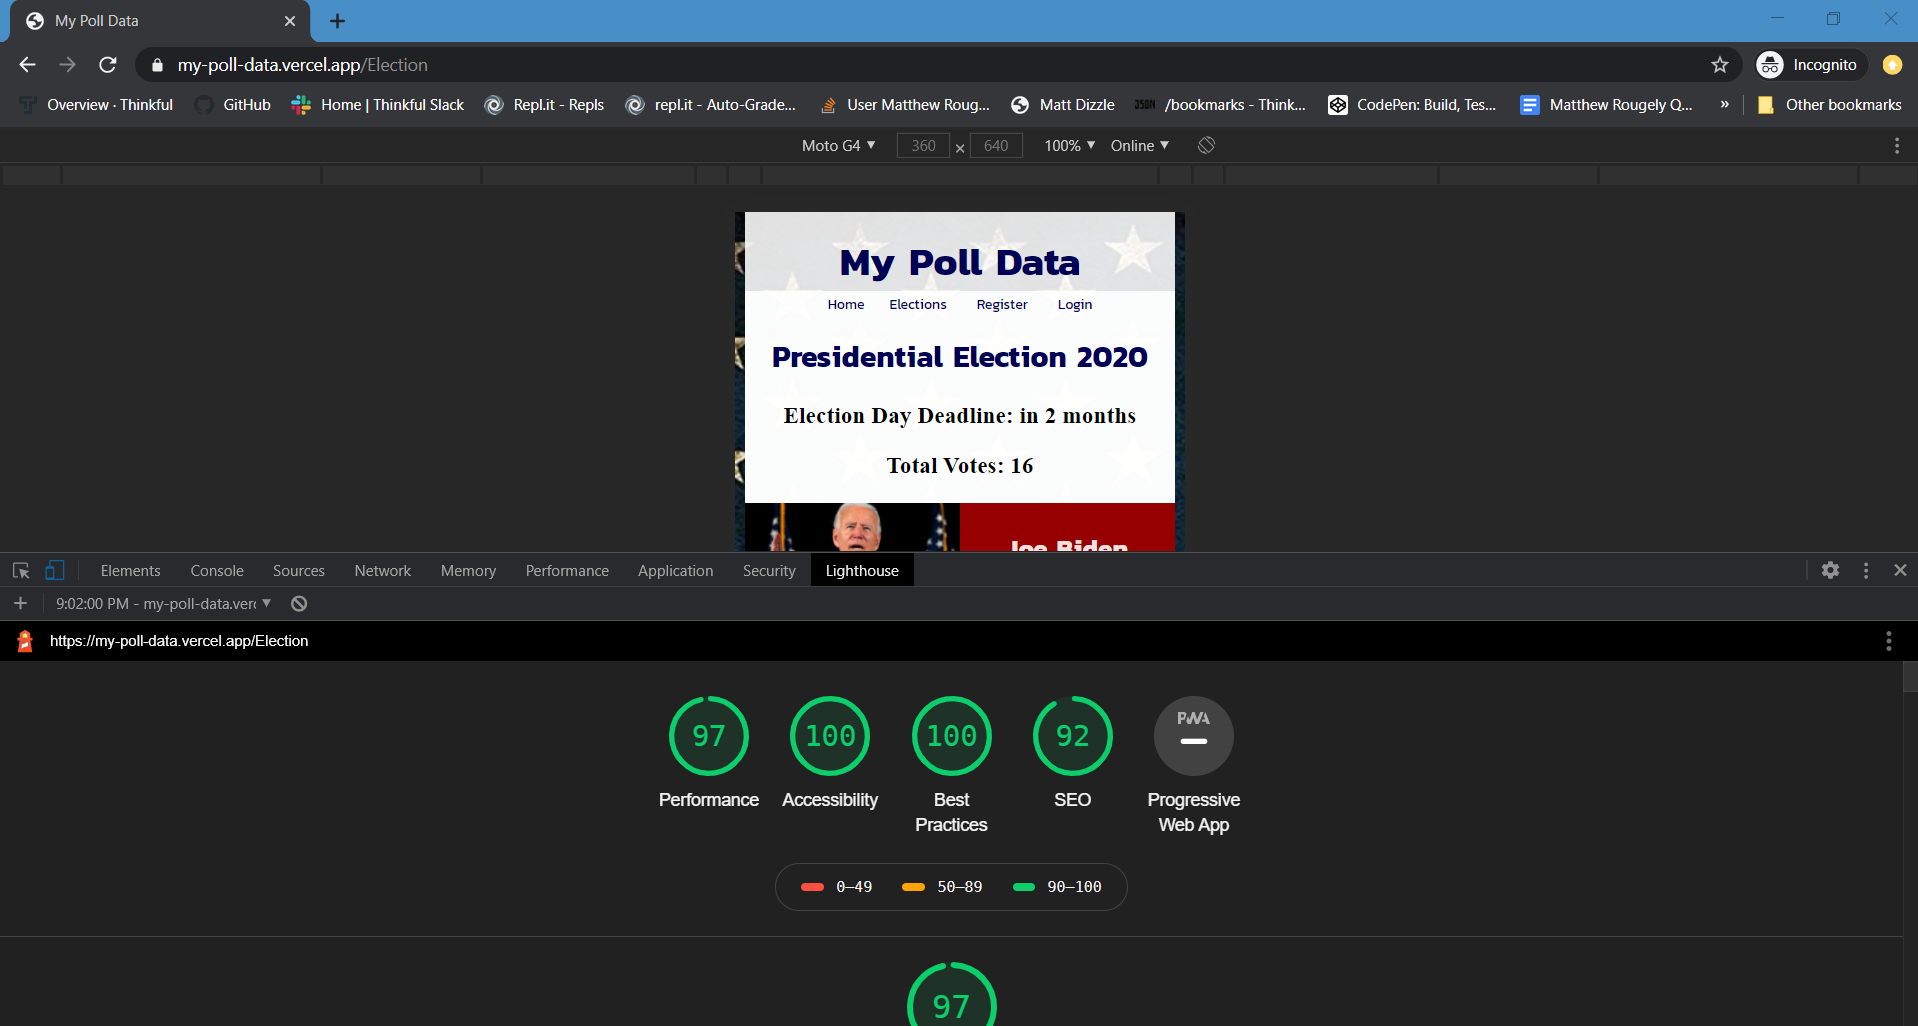 My Poll Data
my-poll-data.vercel.app/Election
Incognito
Overview · Thinkful
GitHub
Home | Thinkful Slack
Repl.it - Repls
repl.it - Auto-Grade...
User Matthew Roug...
Matt Dizzle
JSON
/bookmarks - Think...
CodePen: Build, Tes...
Matthew Rougely Q...
»
Other bookmarks
Moto G4 ▼ 360 × 640 100% ▼ Online ▼
My Poll Data
Home Elections Register Login
Presidential Election 2020
Election Day Deadline: in 2 months
Total Votes: 16
Joe Biden
Elements Console Sources Network Memory Performance Application Security Lighthouse
9:02:00 PM - my-poll-data.verc ▼
https://my-poll-data.vercel.app/Election
97 100 100 92 PWA
Performance Accessibility Best Practices SEO Progressive Web App
0–49 50–89 90–100
97